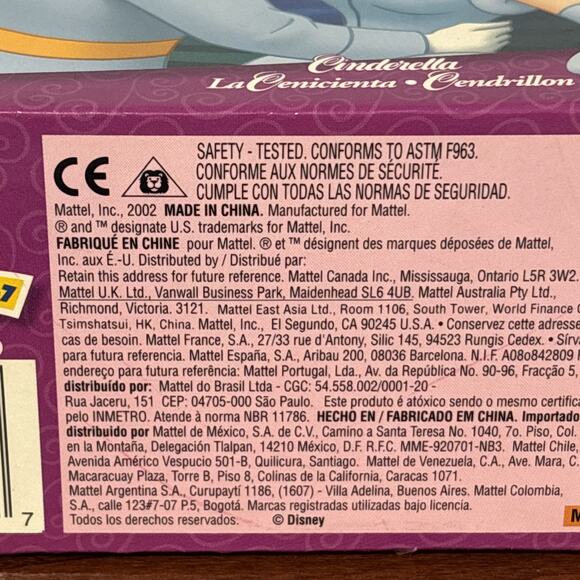 Cinderella
La Cenicienta • Cendrillon
CE
SAFETY - TESTED. CONFORMS TO ASTM F963.
CONFORME AUX NORMES DE SÉCURITÉ.
CUMPLE CON TODAS LAS NORMAS DE SEGURIDAD.
Mattel, Inc., 2002 MADE IN CHINA. Manufactured for Mattel.
® and ™ designate U.S. trademarks for Mattel, Inc.
FABRIQUÉ EN CHINE pour Mattel. ® et ™ désignent des marques déposées de Mattel,
Inc. aux É.-U. Distributed by / Distribué par:
Retain this address for future reference. Mattel Canada Inc., Mississauga, Ontario L5R 3W2.
Mattel U.K. Ltd., Vanwall Business Park, Maidenhead SL6 4UB. Mattel Australia Pty Ltd.,
Richmond, Victoria. 3121. Mattel East Asia Ltd., Room 1106, South Tower, World Finance
Tsimshatsui, HK, China. Mattel, Inc., El Segundo, CA 90245 U.S.A. • Conservez cette adresse
cas de besoin. Mattel France, S.A., 27/33 rue d'Antony, Silic 145, 94523 Rungis Cedex. •
para futura referencia. Mattel España, S.A., Aribau 200, 08036 Barcelona. N.I.F. A08o842809
endereço para futura referência: Mattel Portugal, Lda., Av. da República No. 90-96, Fracção 5,
distribuído por: Mattel do Brasil Ltda - CGC: 54.558.002/0001-20 -
Rua Jaceru, 151 CEP: 04705-000 São Paulo. Este produto é atóxico sendo o mesmo
pelo INMETRO. Atende à norma NBR 11786. HECHO EN / FABRICADO EM CHINA. Importado
distribuido por Mattel de México, S.A. de C.V., Camino a Santa Teresa No. 1040, 7o. Piso, Col.
en la Montaña, Delegación Tlalpan, 14210 México, D.F. R.F.C. MME-920701-NB3. Mattel Chile,
Avenida Américo Vespucio 501-B, Quilicura, Santiago. Mattel de Venezuela, C.A., Ave. Mara, C.
Macaracuay Plaza, Torre B, Piso 8, Colinas de la California, Caracas 1071.
Mattel Argentina S.A., Curupaytí 1186, (1607) - Villa Adelina, Buenos Aires. Mattel Colombia,
S.A., calle 123#7-07 P.5, Bogotá. Marcas registradas utilizadas bajo licencia.
Todos los derechos reservados. © Disney
7